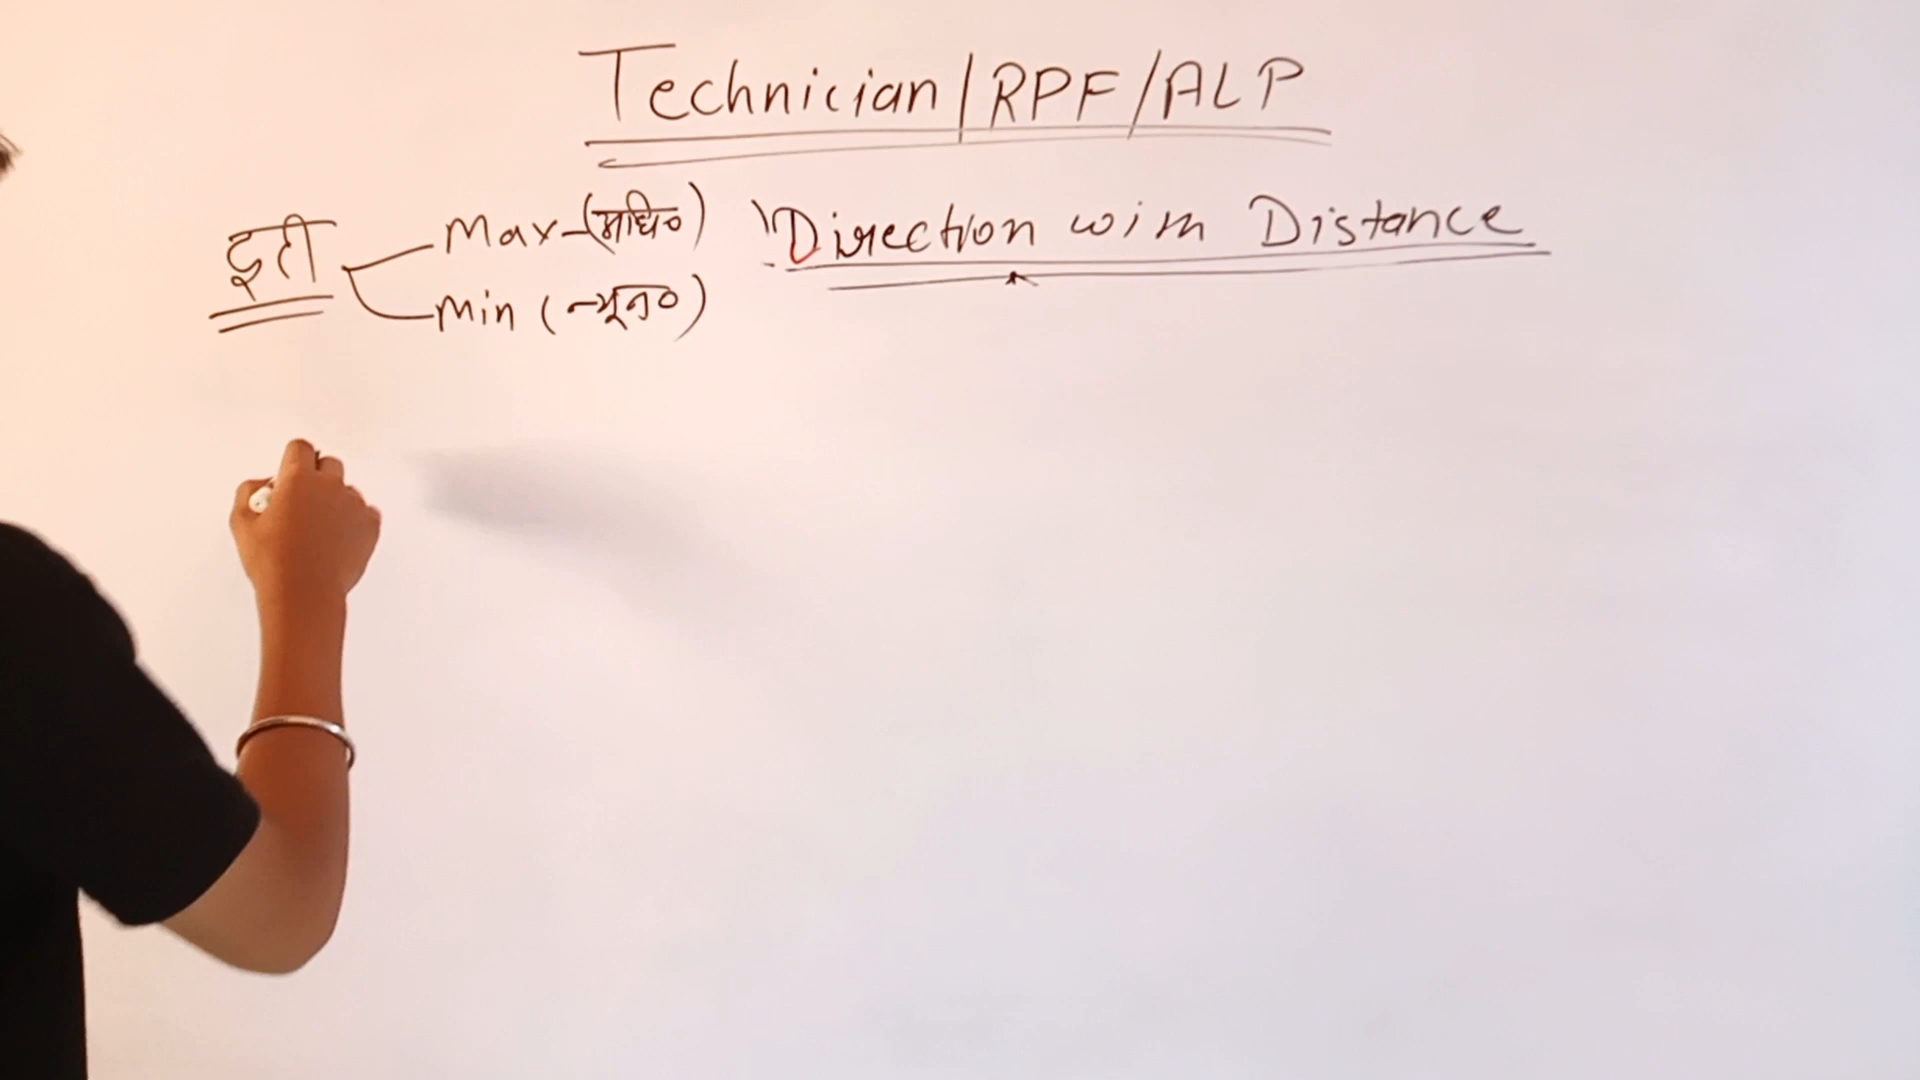 Technician/RPF/ALP
Direction with Distance
दूरी
Max-(अधि०)
Min (न्यून०)